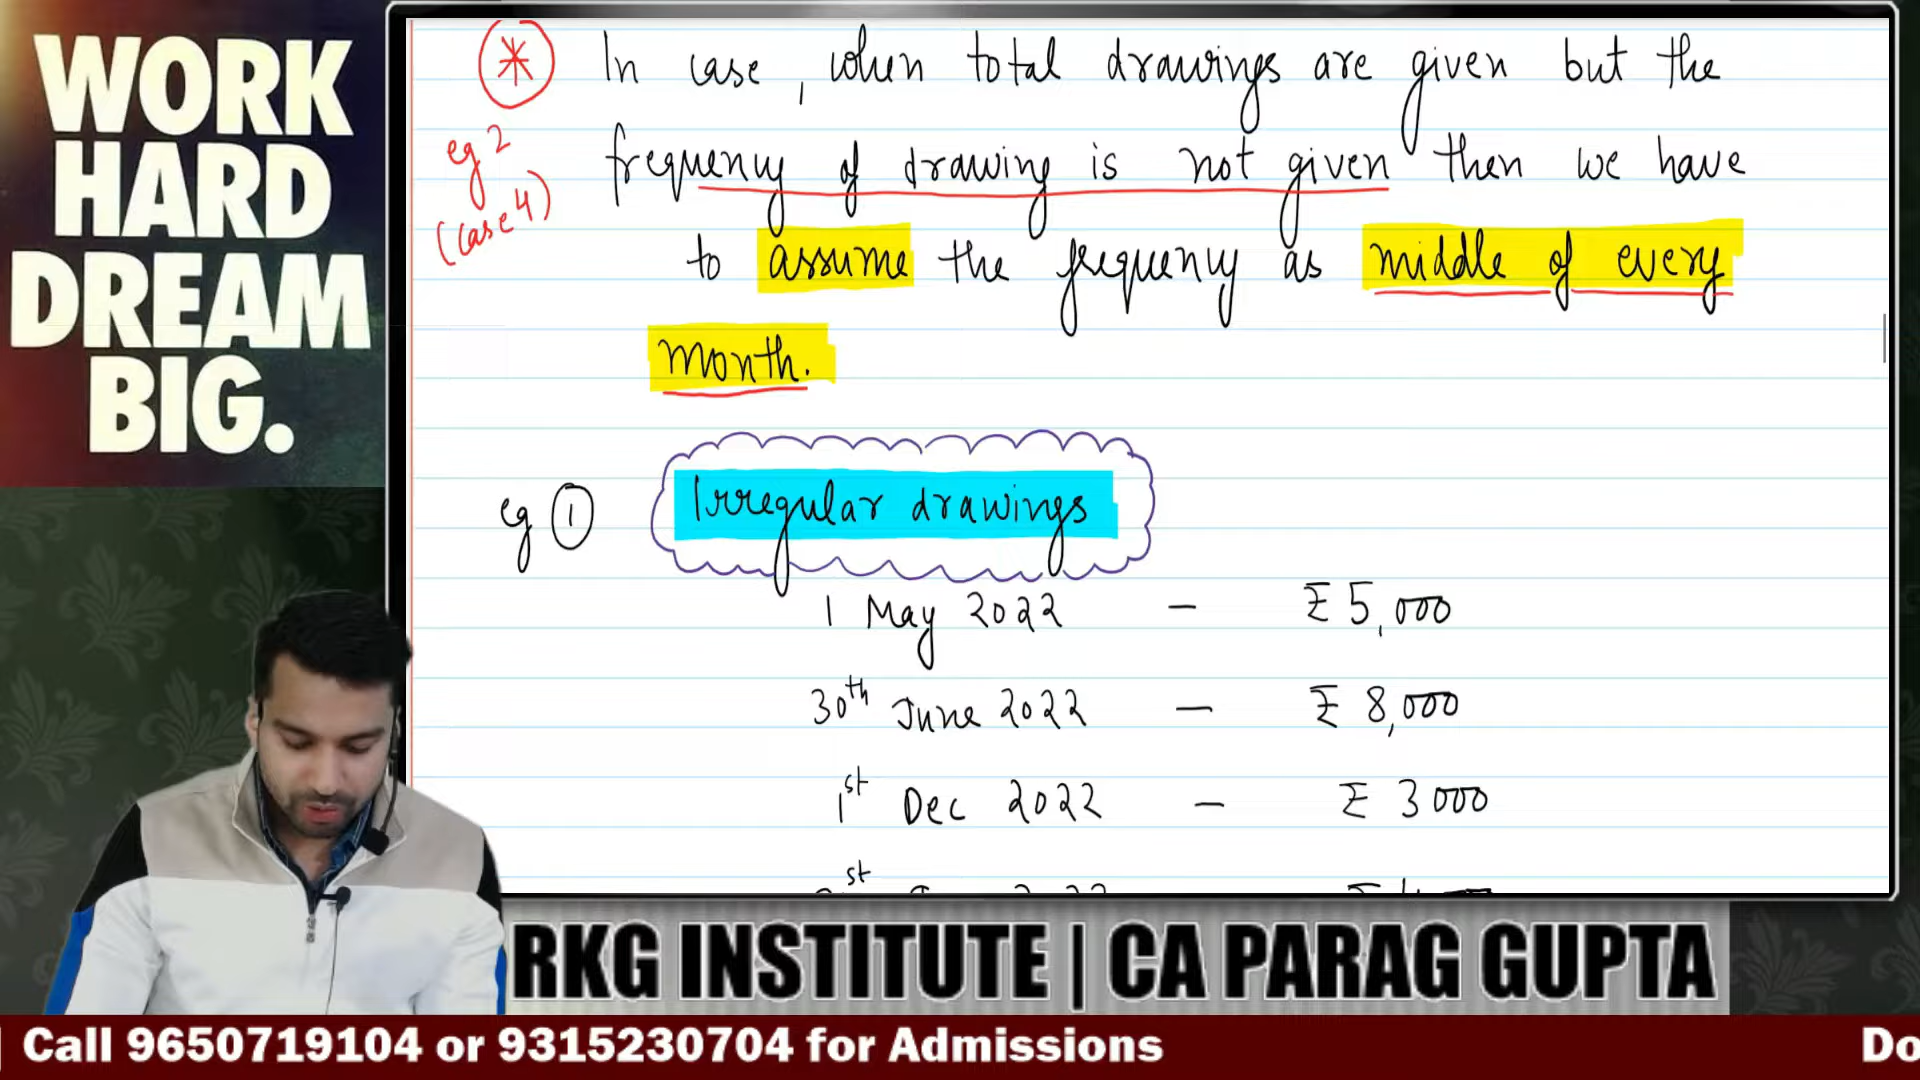 WORK
HARD
DREAM
BIG.
* In case, when total drawings are given but the
eg 2
(case 4)
frequency of drawing is not given then we have
to assume the frequency as middle of every
month.
eg 1 Irregular drawings
1 May 2022 - ₹ 5,000
30th June 2022 - ₹ 8,000
1st Dec 2022 - ₹ 3000
st
RKG INSTITUTE | CA PARAG GUPTA
Call 9650719104 or 9315230704 for Admissions
Do